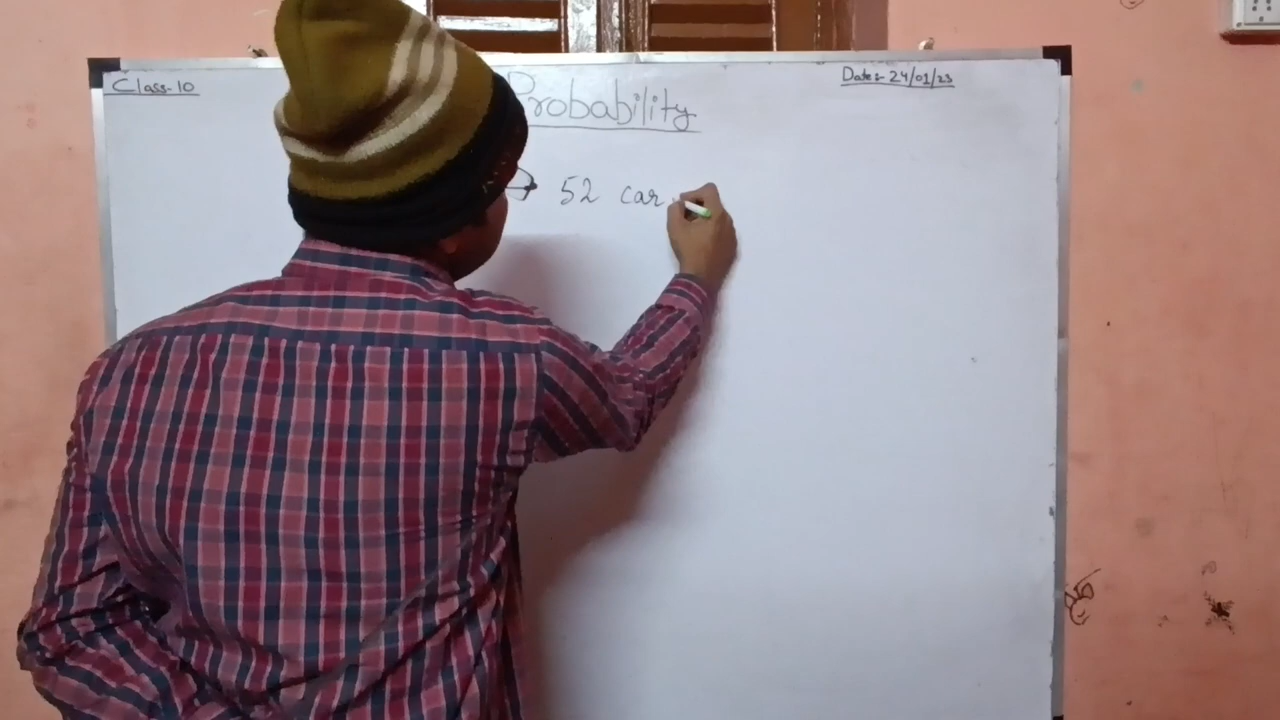 Class-10
Probability
Date:- 24/01/23
→ 52 car